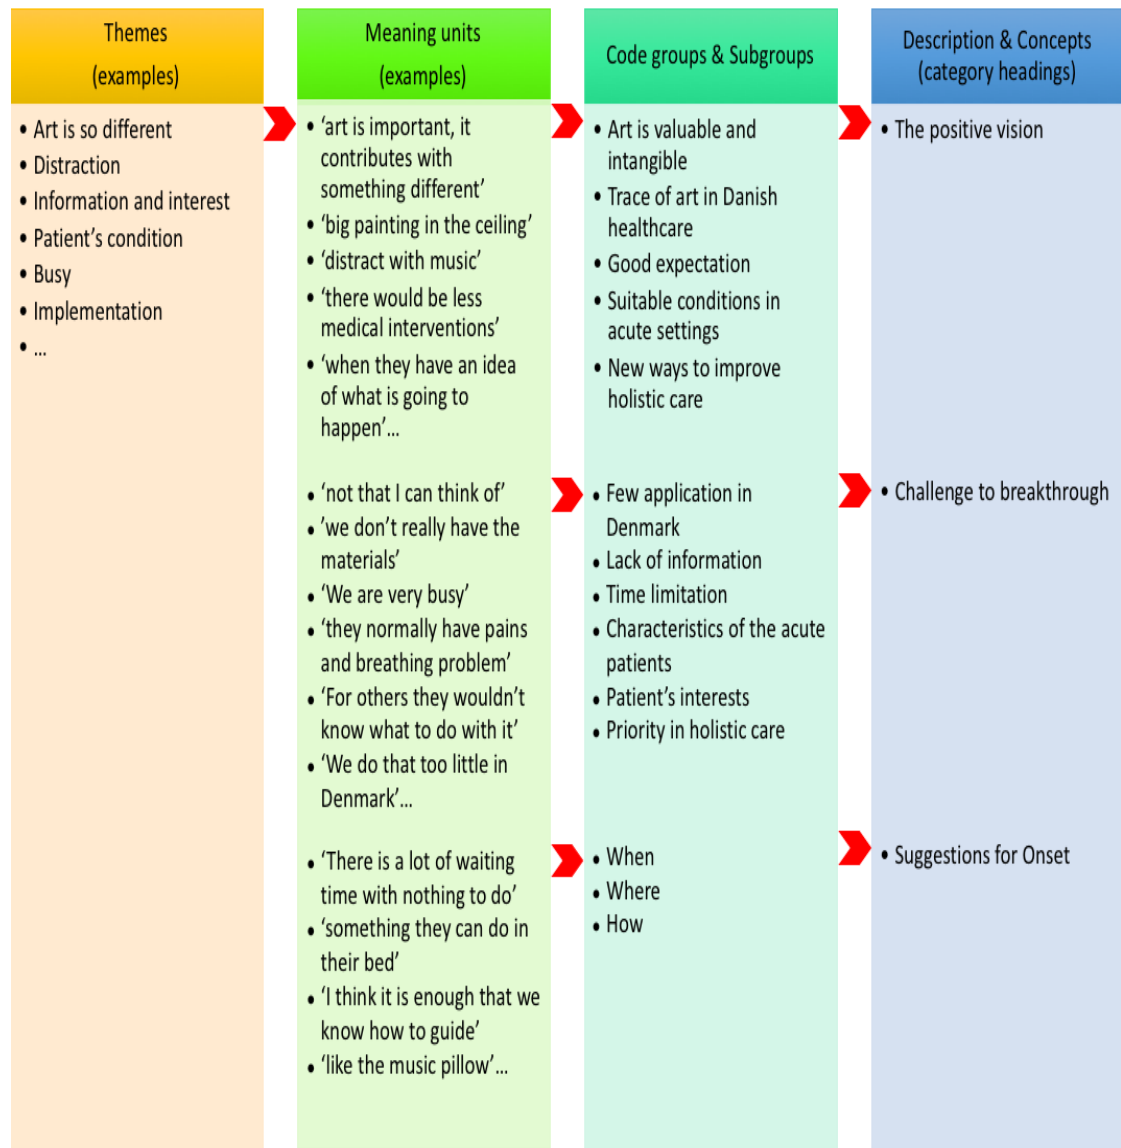 Themes
(examples)
• Art is so different
• Distraction
• Information and interest
• Patient’s condition
• Busy
• Implementation
• ...
Meaning units
(examples)
• ‘art is important, it
contributes with
something different’
• ‘big painting in the ceiling’
• ‘distract with music’
• ‘there would be less
medical interventions’
• ‘when they have an idea
of what is going to
happen’...
• ‘not that I can think of’
• ’we don’t really have the
materials’
• ‘We are very busy’
• ‘they normally have pains
and breathing problem’
• ‘For others they wouldn’t
know what to do with it’
• ‘We do that too little in
Denmark’...
• ‘There is a lot of waiting
time with nothing to do’
• ‘something they can do in
their bed’
• ‘I think it is enough that we
know how to guide’
• ‘like the music pillow’...
Code groups & Subgroups
• Art is valuable and
intangible
• Trace of art in Danish
healthcare
• Good expectation
• Suitable conditions in
acute settings
• New ways to improve
holistic care
• Few application in
Denmark
• Lack of information
• Time limitation
• Characteristics of the acute
patients
• Patient’s interests
• Priority in holistic care
• When
• Where
• How
Description & Concepts
(category headings)
• The positive vision
• Challenge to breakthrough
• Suggestions for Onset